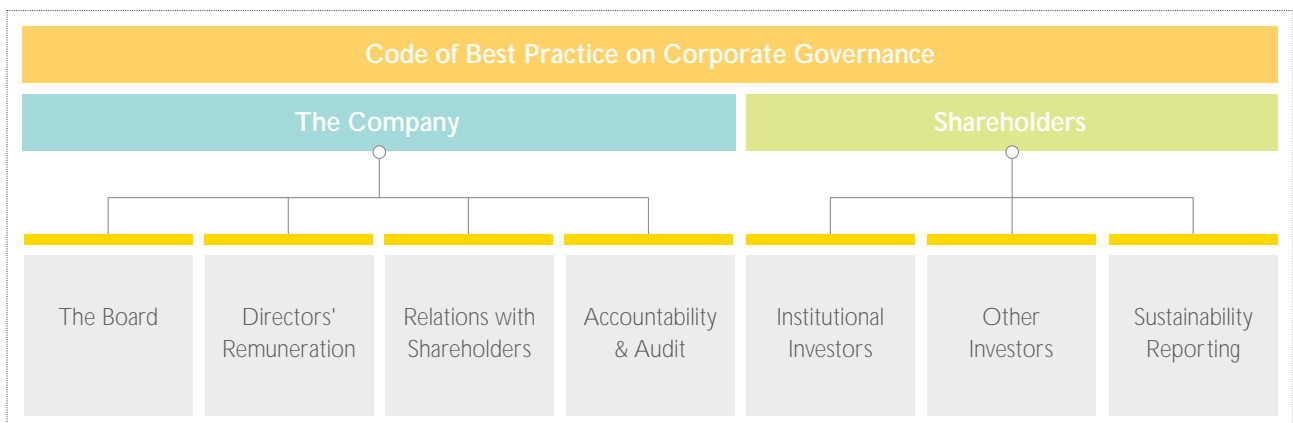 Code of Best Practice on Corporate Governance
The Company
Shareholders
The Board
Directors'
Remuneration
Relations with
Shareholders
Accountability
& Audit
Institutional
Investors
Other
Investors
Sustainability
Reporting